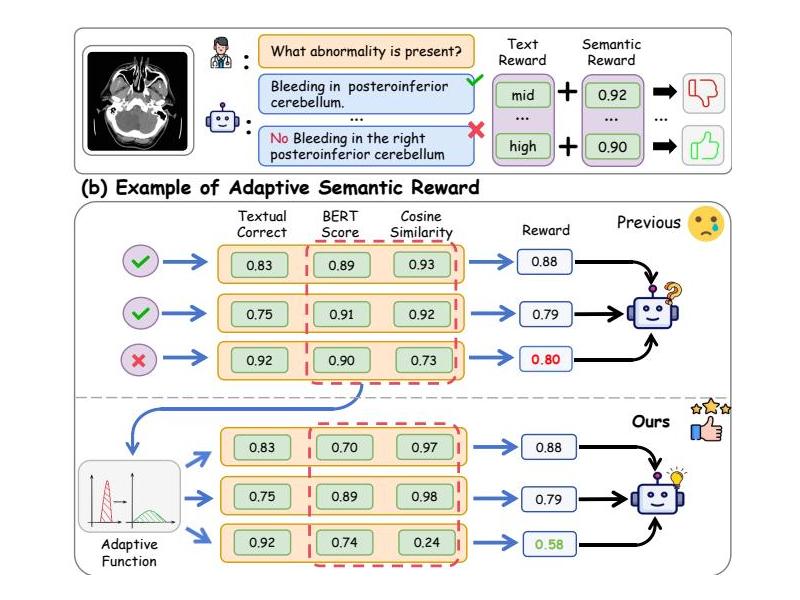 What abnormality is present?
Text
Reward
Semantic
Reward
:
Bleeding in posteroinferior
cerebellum.
mid + 0.92
... ... ... ...
:
No Bleeding in the right
posteroinferior cerebellum
high + 0.90
(b) Example of Adaptive Semantic Reward
Textual
Correct
BERT
Score
Cosine
Similarity
Reward
Previous
0.83 0.89 0.93 0.88
0.75 0.91 0.92 0.79
0.92 0.90 0.73 0.80
?
Ours
0.83 0.70 0.97 0.88
0.75 0.89 0.98 0.79
0.92 0.74 0.24 0.58
Adaptive
Function